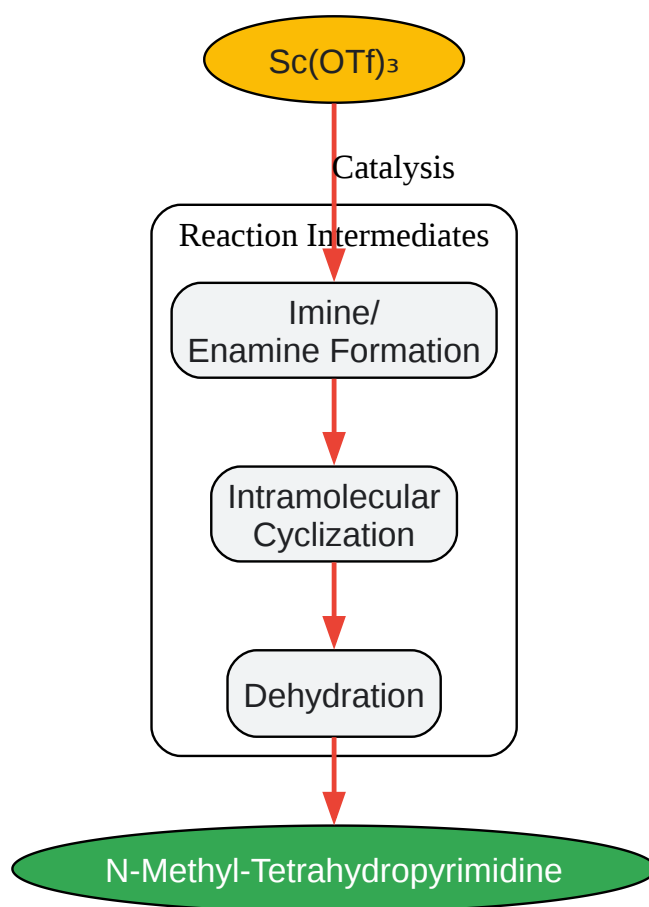 Sc(OTf)₃
Catalysis
Reaction Intermediates
Imine/
Enamine Formation
Intramolecular
Cyclization
Dehydration
N-Methyl-Tetrahydropyrimidine